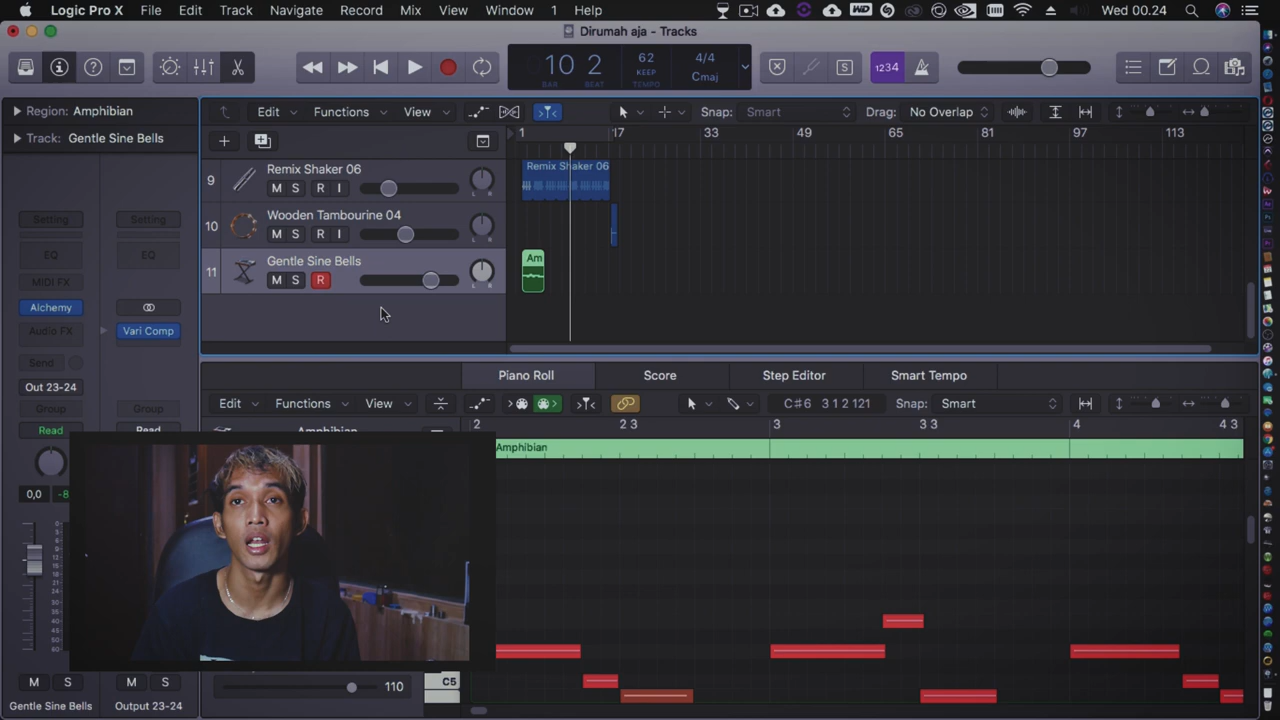 Logic Pro X File Edit Track Navigate Record Mix View Window 1 Help Wed 00.24
Dirumah aja - Tracks
10 2 62 4/4
KEEP Cmaj
BAR BEAT TEMPO
1234
Region: Amphibian
Track: Gentle Sine Bells
Edit Functions View Snap: Smart Drag: No Overlap
1 17 33 49 65 81 97 113
9 Remix Shaker 06
M S R I L R
Remix Shaker 06
10 Wooden Tambourine 04
M S R I L R
11 Gentle Sine Bells
M S R L R
Am
Setting Setting
EQ EQ
MIDI FX
Alchemy
Audio FX Vari Comp
Send
Out 23-24
Group Group
Read Read
0,0 -8
Piano Roll Score Step Editor Smart Tempo
Edit Functions View C#6 3 1 2 121 Snap: Smart
Amphibian 2 2 3 3 3 3 4 4 3
Amphibian
110 C5
M S M S
Gentle Sine Bells Output 23-24